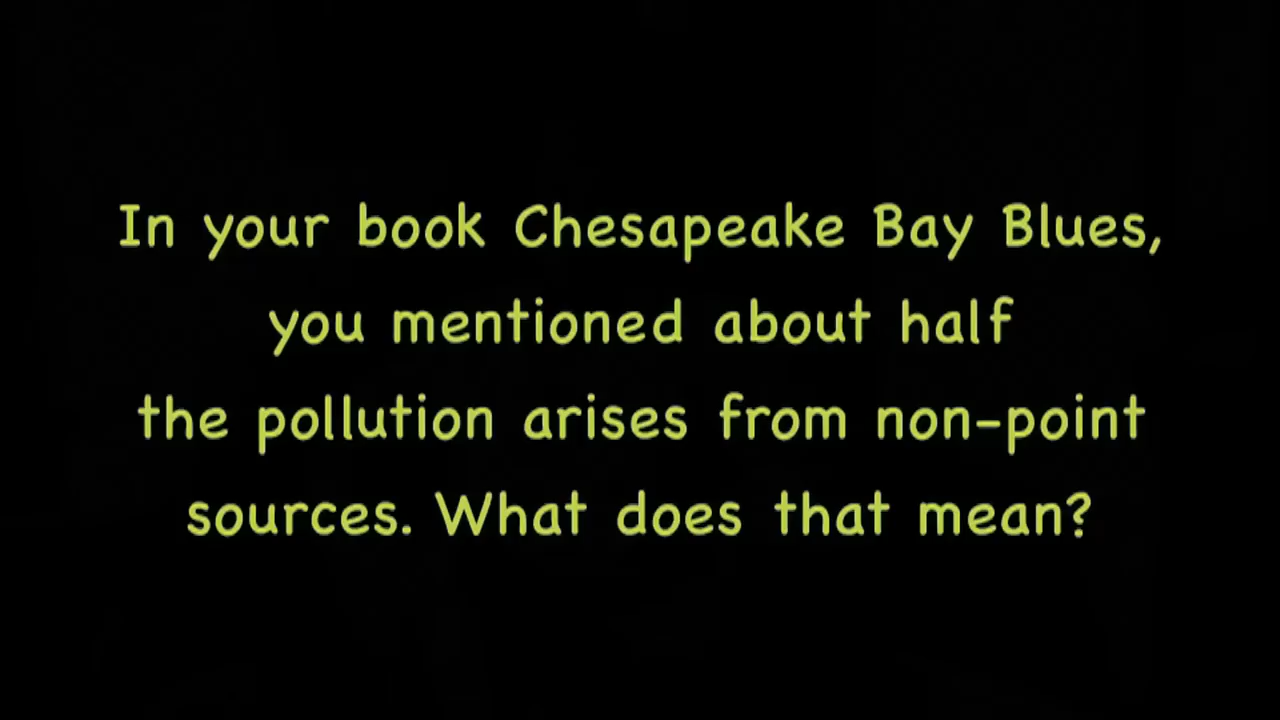 In your book Chesapeake Bay Blues,
you mentioned about half
the pollution arises from non-point
sources. What does that mean?